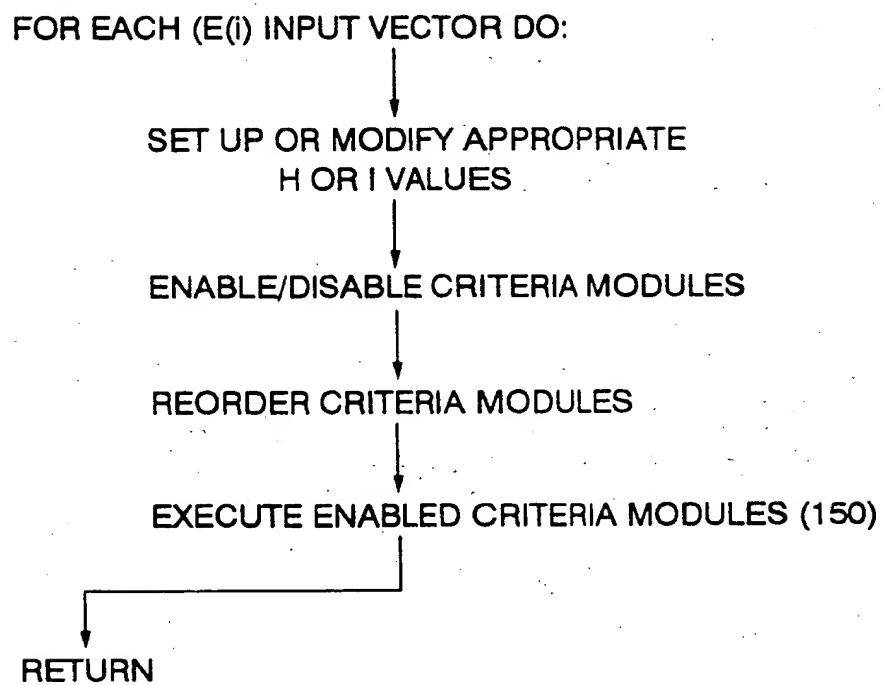 FOR EACH (E(i) INPUT VECTOR DO:
SET UP OR MODIFY APPROPRIATE
H OR I VALUES
ENABLE/DISABLE CRITERIA MODULES
REORDER CRITERIA MODULES
EXECUTE ENABLED CRITERIA MODULES (150)
RETURN